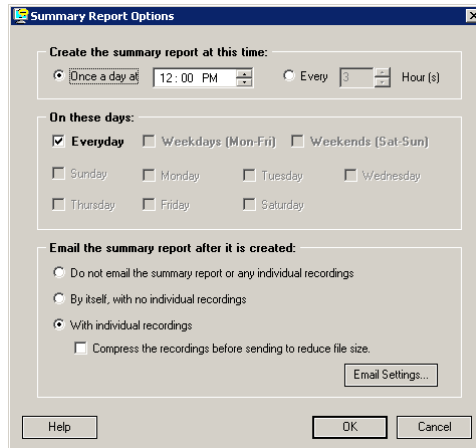 Summary Report Options
Create the summary report at this time:
Once a day at 12:00 PM Every 3 Hour(s)
On these days:
Everyday Weekdays (Mon-Fri) Weekends (Sat-Sun)
Sunday Monday Tuesday Wednesday
Thursday Friday Saturday
Email the summary report after it is created:
Do not email the summary report or any individual recordings
By itself, with no individual recordings
With individual recordings
Compress the recordings before sending to reduce file size.
Email Settings...
Help OK Cancel